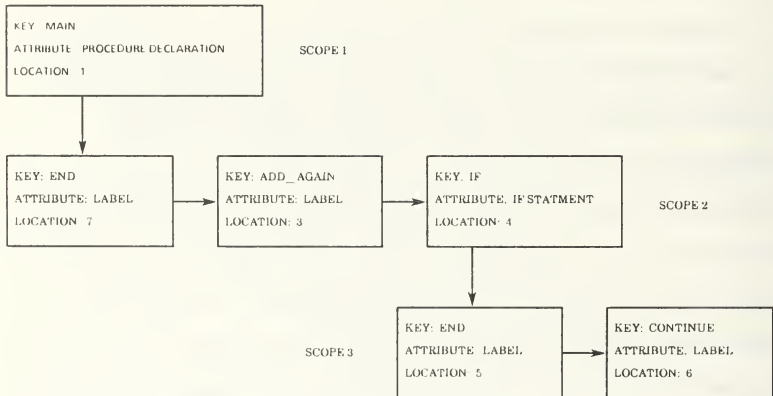 KEY MAIN
ATTRIBUTE PROCEDURE DECLARATION
LOCATION 1
SCOPE 1
KEY: END
ATTRIBUTE: LABEL
LOCATION 7
KEY: ADD_AGAIN
ATTRIBUTE: LABEL
LOCATION: 3
KEY. IF
ATTRIBUTE. IF STATMENT
LOCATION: 4
SCOPE 2
SCOPE 3
KEY: END
ATTRIBUTE LABEL
LOCATION 5
KEY: CONTINUE
ATTRIBUTE. LABEL
LOCATION: 6